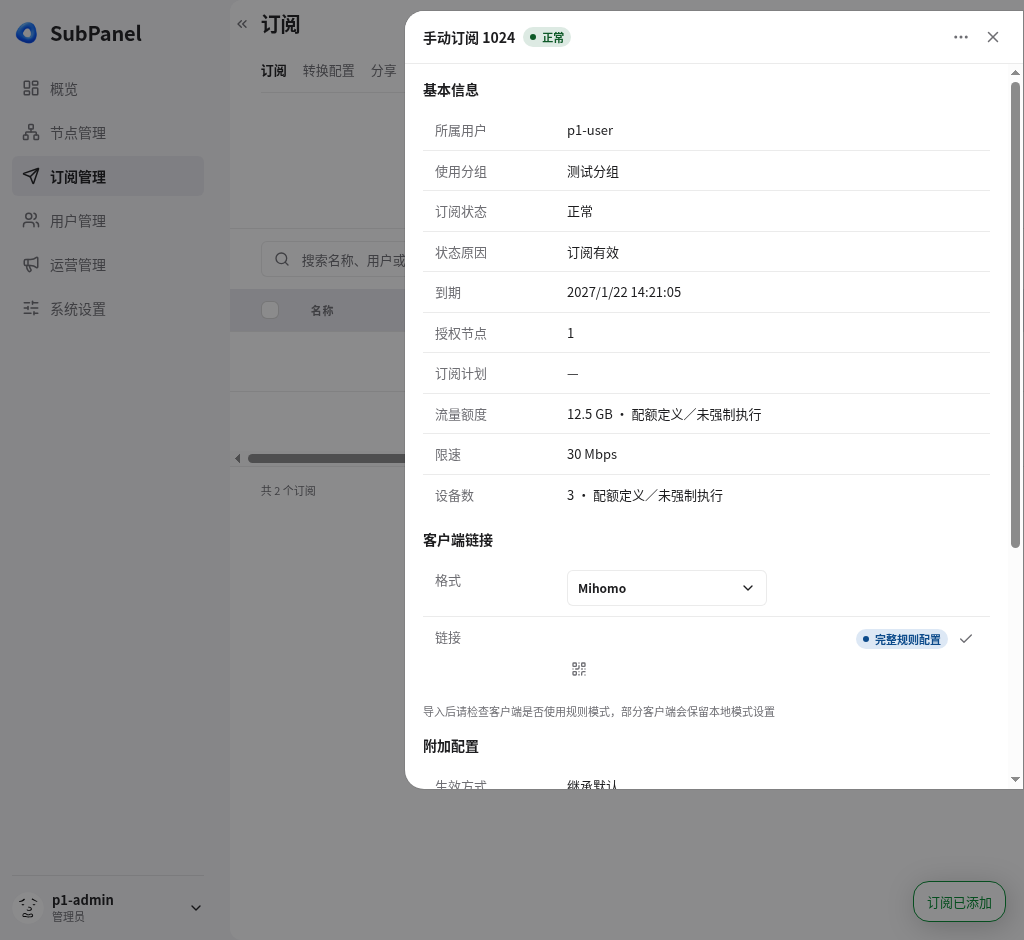 SubPanel
概览
节点管理
订阅管理
用户管理
运营管理
系统设置
p1-admin
管理员
订阅
订阅 转换配置 分享
搜索名称、用户或
名称
共 2 个订阅
手动订阅 1024 正常
基本信息
所属用户 p1-user
使用分组 测试分组
订阅状态 正常
状态原因 订阅有效
到期 2027/1/22 14:21:05
授权节点 1
订阅计划 —
流量额度 12.5 GB · 配额定义／未强制执行
限速 30 Mbps
设备数 3 · 配额定义／未强制执行
客户端链接
格式 Mihomo
链接 完整规则配置
导入后请检查客户端是否使用规则模式，部分客户端会保留本地模式设置
附加配置
生效方式 继承默认
订阅已添加